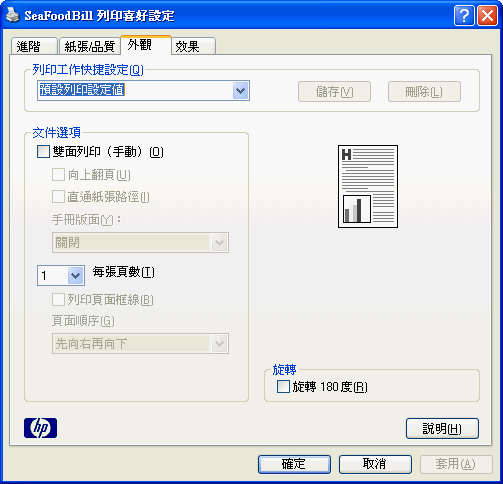 SeaFoodBill 列印喜好設定
進階 紙張/品質 外觀 效果
列印工作快捷設定(Q)
預設列印設定值 儲存(V) 刪除(L)
文件選項
雙面列印（手動）(O)
向上翻頁(U)
直通紙張路徑(I)
手冊版面(Y)：
關閉
1 每張頁數(T)
列印頁面框線(B)
頁面順序(G)
先向右再向下
H
旋轉
旋轉 180 度(R)
hp
說明(H)
確定 取消 套用(A)